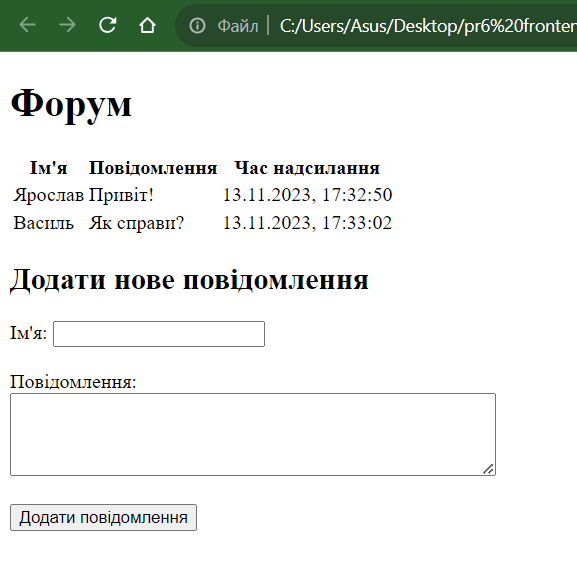 Файл C:/Users/Asus/Desktop/pr6%20fronten
Форум
Ім'я Повідомлення Час надсилання
Ярослав Привіт! 13.11.2023, 17:32:50
Василь Як справи? 13.11.2023, 17:33:02
Додати нове повідомлення
Ім'я:
Повідомлення:
Додати повідомлення